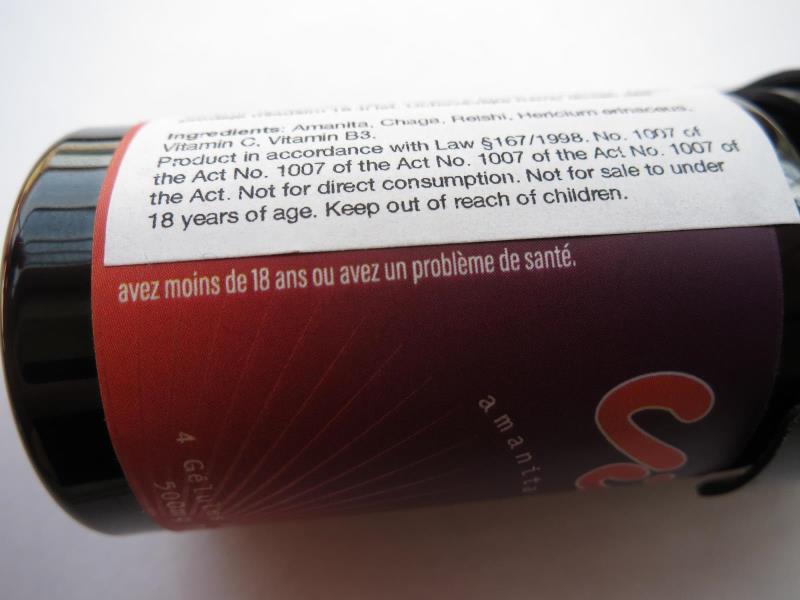 Ingredients: Amanita, Chaga, Reishi, Hericium erinaceus,
Vitamin C, Vitamin B3.
Product in accordance with Law §167/1998. No. 1007 of
the Act No. 1007 of the Act No. 1007 of the Act No. 1007 of
the Act. Not for direct consumption. Not for sale to under
18 years of age. Keep out of reach of children.
avez moins de 18 ans ou avez un problème de santé.
amanita
4 Gélules
500mg